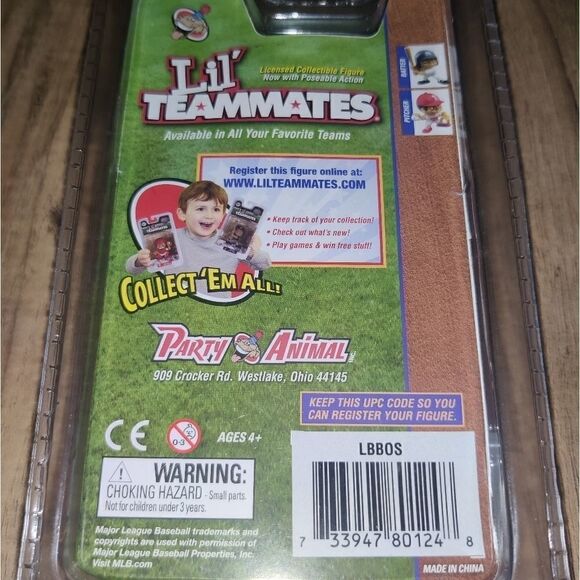 Lil'
TEAMMATES
Licensed Collectible Figure
Now with Poseable Action
Available in All Your Favorite Teams
BATTER
PITCHER
Register this figure online at:
WWW.LILTEAMMATES.COM
• Keep track of your collection!
• Check out what's new!
• Play games & win free stuff!
TEAMMATES
COLLECT 'EM ALL!
PARTY ANIMAL INC.
909 Crocker Rd. Westlake, Ohio 44145
KEEP THIS UPC CODE SO YOU
CAN REGISTER YOUR FIGURE.
CE
0-3
AGES 4+
WARNING:
CHOKING HAZARD - Small parts.
Not for children under 3 years.
LBBOS
7 33947 80124 8
Major League Baseball trademarks and
copyrights are used with permission of
Major League Baseball Properties, Inc.
Visit MLB.com
MADE IN CHINA